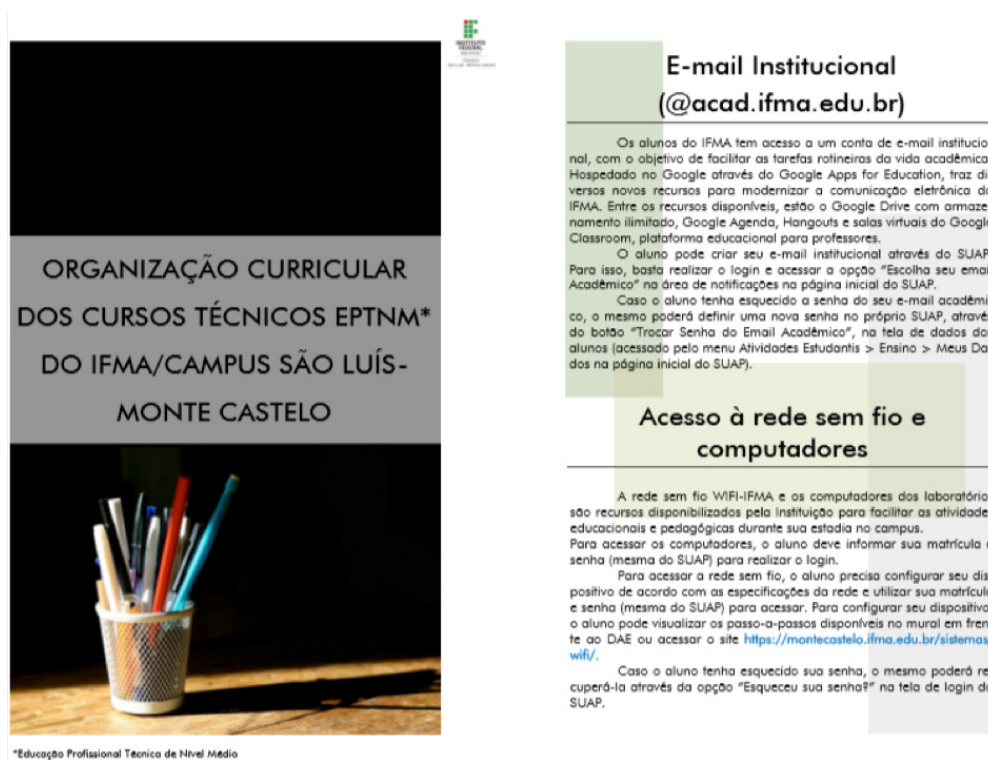 INSTITUTO
FEDERAL
ORGANIZAÇÃO CURRICULAR
DOS CURSOS TÉCNICOS EPTNM*
DO IFMA/CAMPUS SÃO LUÍS-
MONTE CASTELO
*Educação Profissional Técnica de Nível Médio
E-mail Institucional
(@acad.ifma.edu.br)
Os alunos do IFMA tem acesso a um conta de e-mail institucio
nal, com o objetivo de facilitar as tarefas rotineiras da vida acadêmica
Hospedado no Google através do Google Apps for Education, traz di
versos novos recursos para modernizar a comunicação eletrônica do
IFMA. Entre os recursos disponíveis, estão o Google Drive com armaze
namento ilimitado, Google Agenda, Hangouts e salas virtuais do Google
Classroom, plataforma educacional para professores.
O aluno pode criar seu e-mail institucional através do SUAP
Para isso, basta realizar o login e acessar a opção "Escolha seu email
Acadêmico" na área de notificações na página inicial do SUAP.
Caso o aluno tenha esquecido a senha do seu e-mail acadêmi
co, o mesmo poderá definir uma nova senha no próprio SUAP, através
do botão "Trocar Senha do Email Acadêmico", na tela de dados dos
alunos (acessado pelo menu Atividades Estudantis > Ensino > Meus Da
dos na página inicial do SUAP).
Acesso à rede sem fio e
computadores
A rede sem fio WIFI-IFMA e os computadores dos laboratório
são recursos disponibilizados pela Instituição para facilitar as atividade
educacionais e pedagógicas durante sua estadia no campus.
Para acessar os computadores, o aluno deve informar sua matrícula e
senha (mesma do SUAP) para realizar o login.
Para acessar a rede sem fio, o aluno precisa configurar seu dis
positivo de acordo com as especificações da rede e utilizar sua matrícula
e senha (mesma do SUAP) para acessar. Para configurar seu dispositivo
o aluno pode visualizar os passo-a-passos disponíveis no mural em fren
te ao DAE ou acessar o site https://montecastelo.ifma.edu.br/sistemas
wifi/.
Caso o aluno tenha esquecido sua senha, o mesmo poderá re
cuperá-la através da opção "Esqueceu sua senha?" na tela de login do
SUAP.